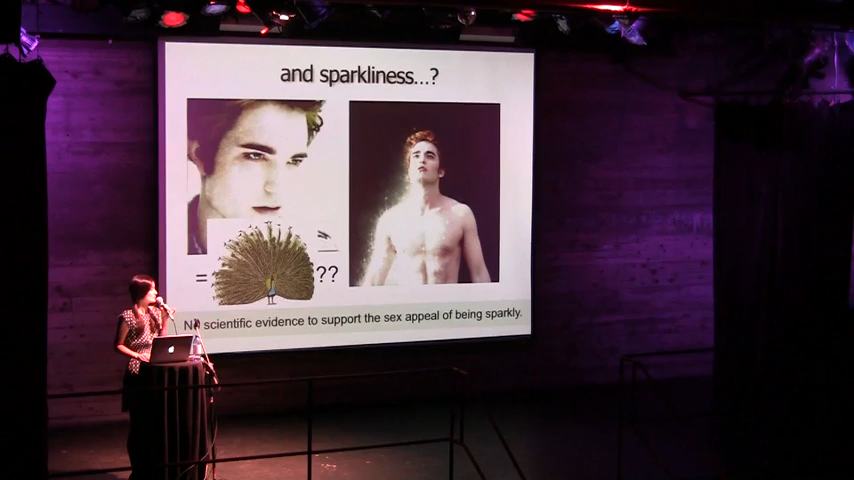 and sparkliness...?
= ??
No scientific evidence to support the sex appeal of being sparkly.